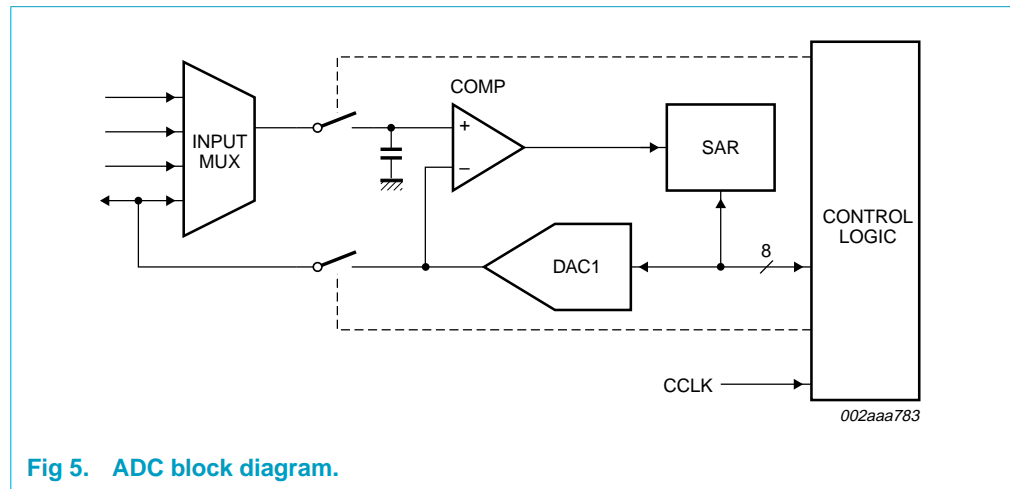 COMP
+
−
INPUT
MUX
SAR
CONTROL
LOGIC
DAC1
8
CCLK
002aaa783
Fig 5. ADC block diagram.